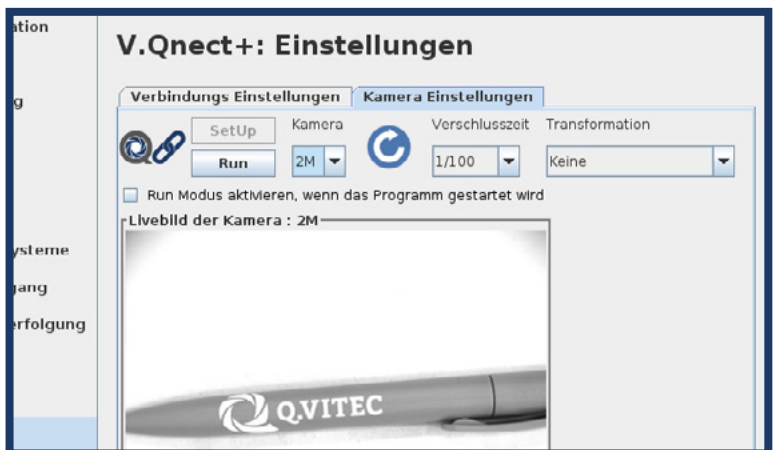 ation
V.Qnect+: Einstellungen
g
Verbindungs Einstellungen Kamera Einstellungen
SetUp Kamera Verschlusszeit Transformation
Run 2M 1/100 Keine
Run Modus aktivieren, wenn das Programm gestartet wird
Livebild der Kamera : 2M
ysteme
gang
erfolgung
Q.VITEC